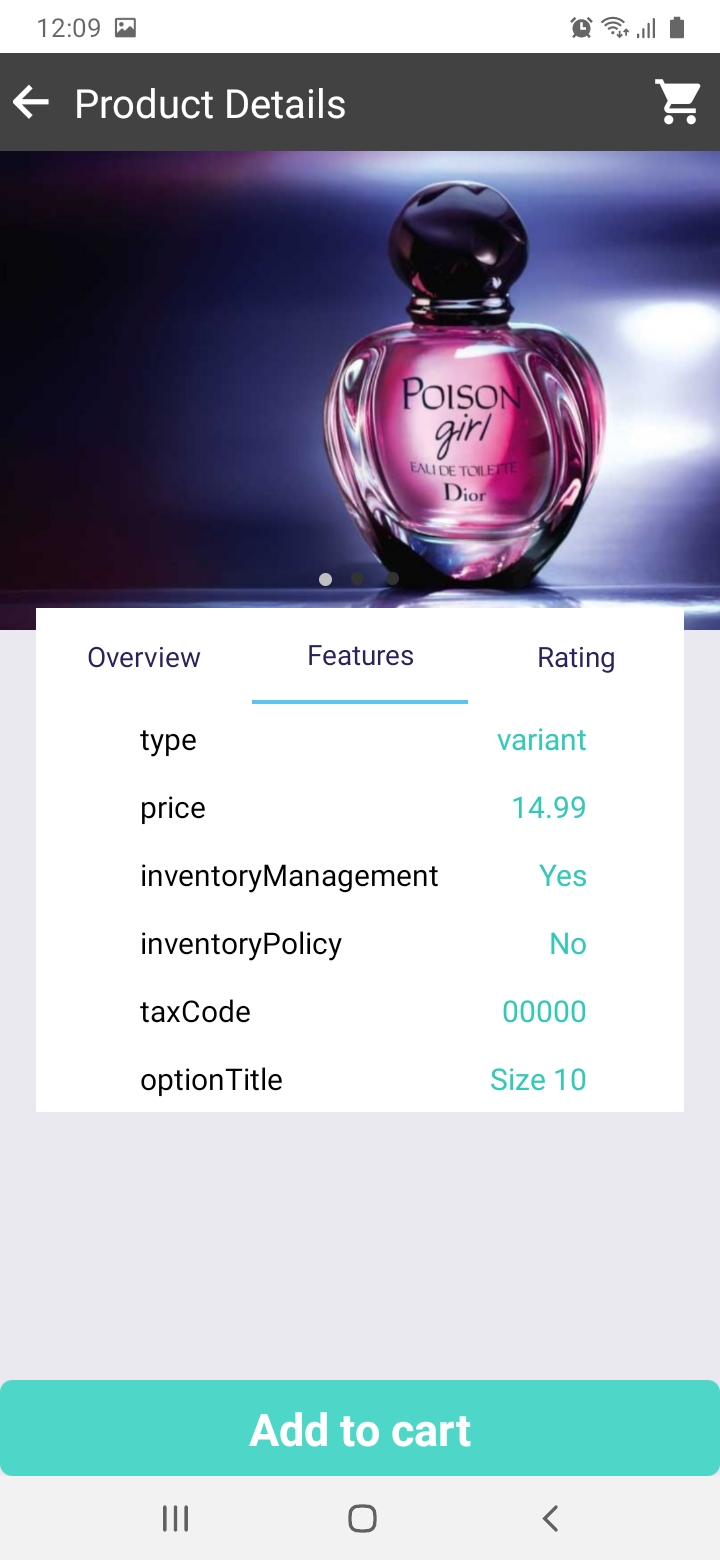 12:09
Product Details
POISON
girl
EAU DE TOILETTE
Dior
Overview Features Rating
type variant
price 14.99
inventoryManagement Yes
inventoryPolicy No
taxCode 00000
optionTitle Size 10
Add to cart